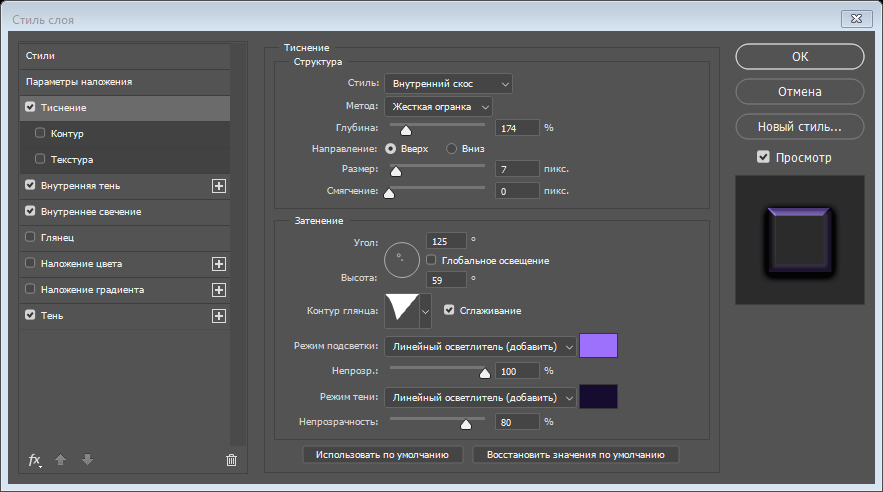 Стиль слоя
Стили
Параметры наложения
Тиснение
Контур
Текстура
Внутренняя тень
Внутреннее свечение
Глянец
Наложение цвета
Наложение градиента
Тень
fx
Тиснение
Структура
Стиль: Внутренний скос
Метод: Жесткая огранка
Глубина: 174 %
Направление: Вверх Вниз
Размер: 7 пикс.
Смягчение: 0 пикс.
Затенение
Угол: 125 °
Глобальное освещение
Высота: 59 °
Контур глянца: Сглаживание
Режим подсветки: Линейный осветлитель (добавить)
Непрозр.: 100 %
Режим тени: Линейный осветлитель (добавить)
Непрозрачность: 80 %
Использовать по умолчанию Восстановить значения по умолчанию
ОК
Отмена
Новый стиль...
Просмотр